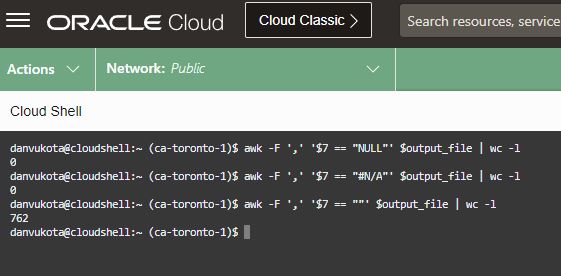 ORACLE Cloud
Cloud Classic >
Search resources, service
Actions
Network: Public
Cloud Shell
danvukota@cloudshell:~ (ca-toronto-1)$ awk -F ',' '$7 == "NULL"' $output_file | wc -l
0
danvukota@cloudshell:~ (ca-toronto-1)$ awk -F ',' '$7 == "#N/A"' $output_file | wc -l
0
danvukota@cloudshell:~ (ca-toronto-1)$ awk -F ',' '$7 == ""' $output_file | wc -l
762
danvukota@cloudshell:~ (ca-toronto-1)$